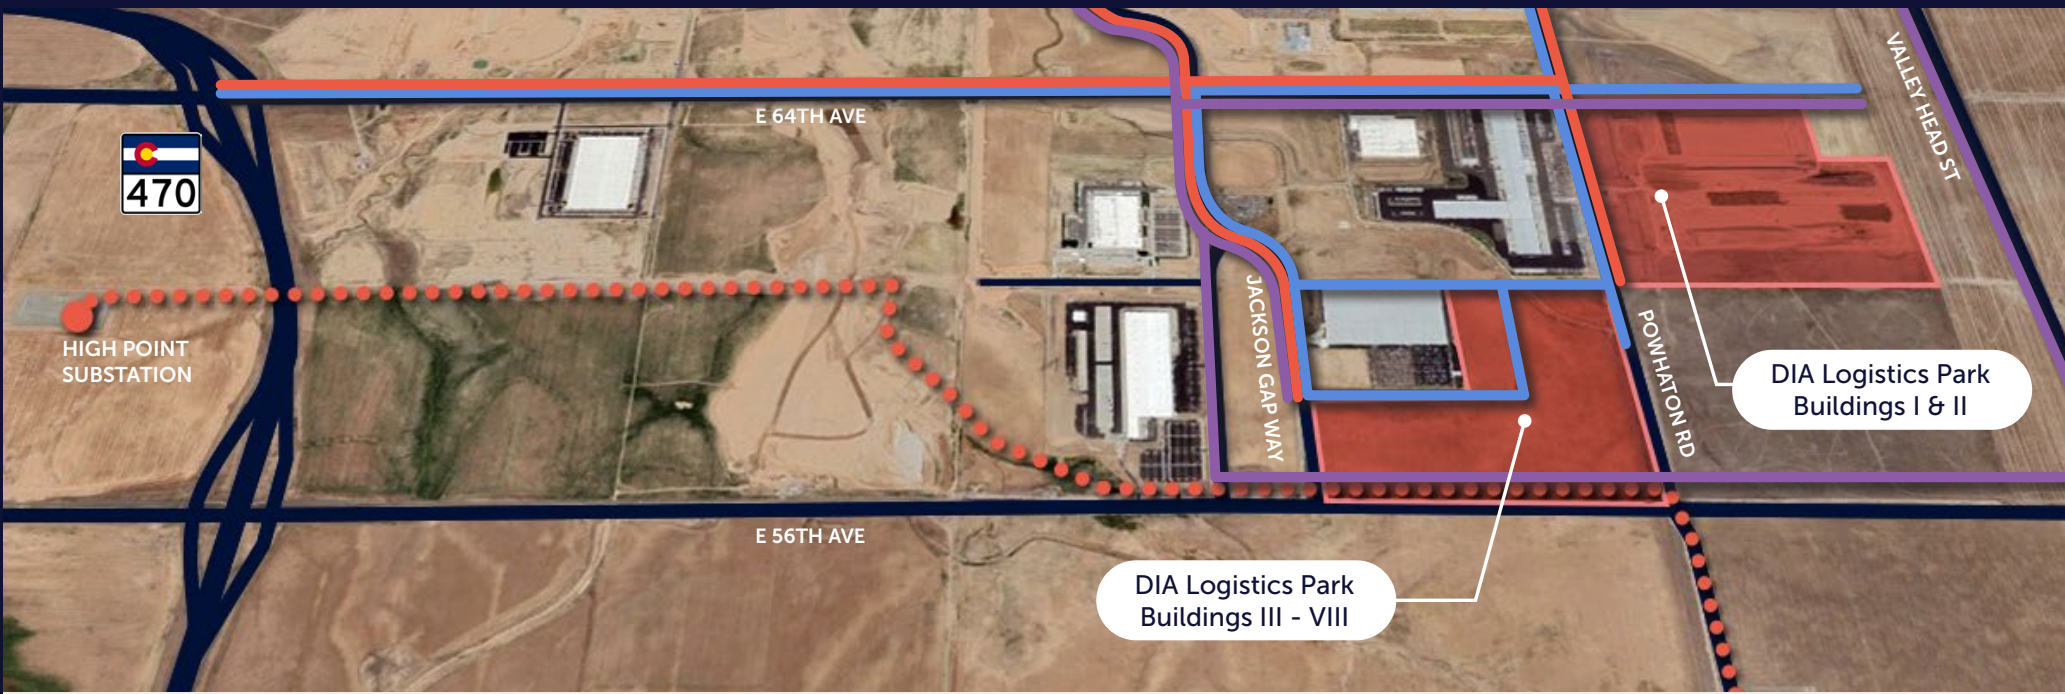 E 64TH AVE
470
VALLEY HEAD ST
HIGH POINT
SUBSTATION
JACKSON GAP WAY
POWHATON RD
DIA Logistics Park
Buildings I & II
E 56TH AVE
DIA Logistics Park
Buildings III - VIII